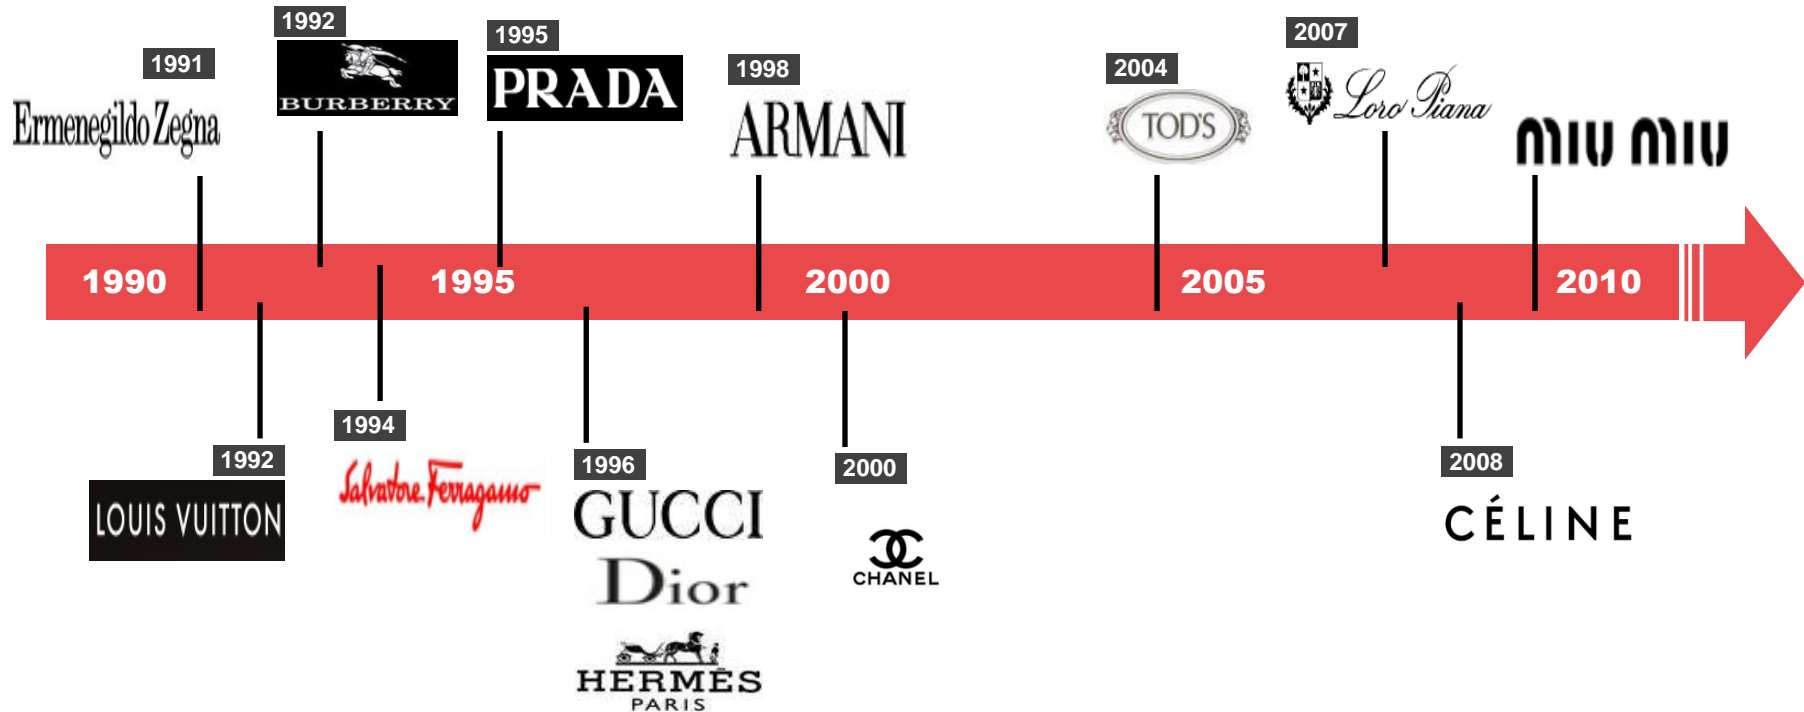 1991
Ermenegildo Zegna
1992
BURBERRY
1995
PRADA
1998
ARMANI
2004
TOD'S
2007
Loro Piana
miu miu
1990
1995
2000
2005
2010
1992
LOUIS VUITTON
1994
Salvatore Ferragamo
1996
GUCCI
Dior
HERMÈS
PARIS
2000
CHANEL
2008
CÉLINE